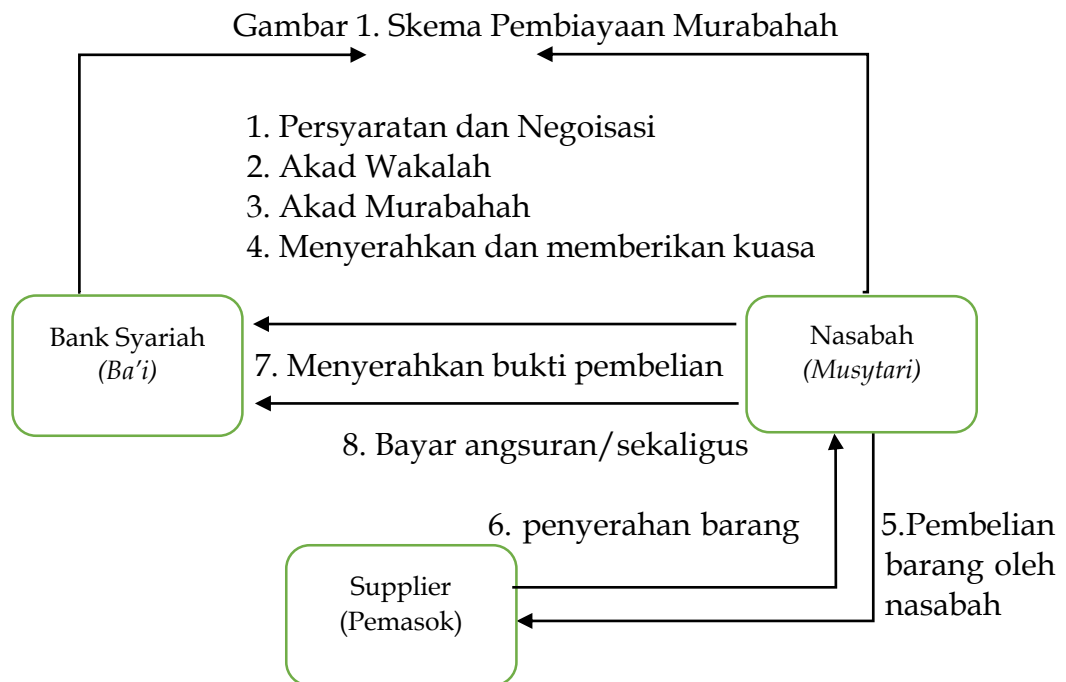 Gambar 1. Skema Pembiayaan Murabahah
1. Persyaratan dan Negoisasi
2. Akad Wakalah
3. Akad Murabahah
4. Menyerahkan dan memberikan kuasa
Bank Syariah
(Ba'i)
Nasabah
(Musytari)
7. Menyerahkan bukti pembelian
8. Bayar angsuran/sekaligus
6. penyerahan barang
5.Pembelian
barang oleh
nasabah
Supplier
(Pemasok)